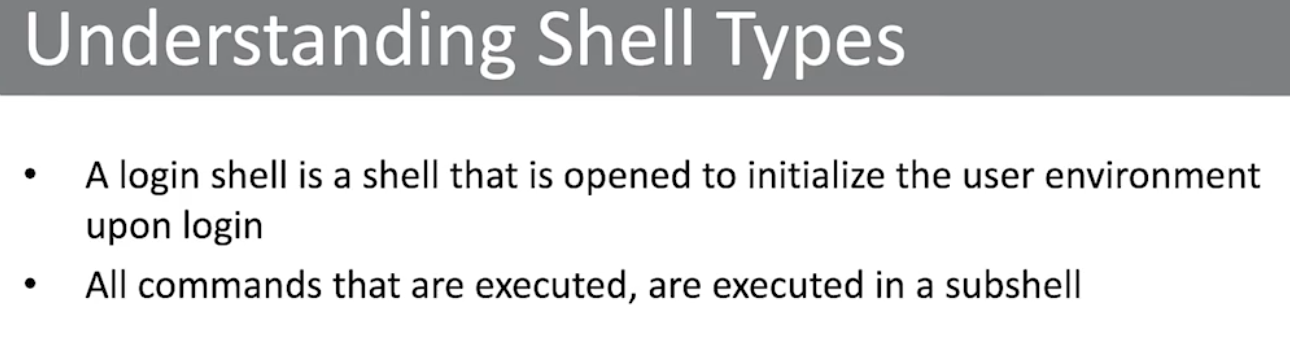 Understanding Shell Types
• A login shell is a shell that is opened to initialize the user environment
upon login
• All commands that are executed, are executed in a subshell